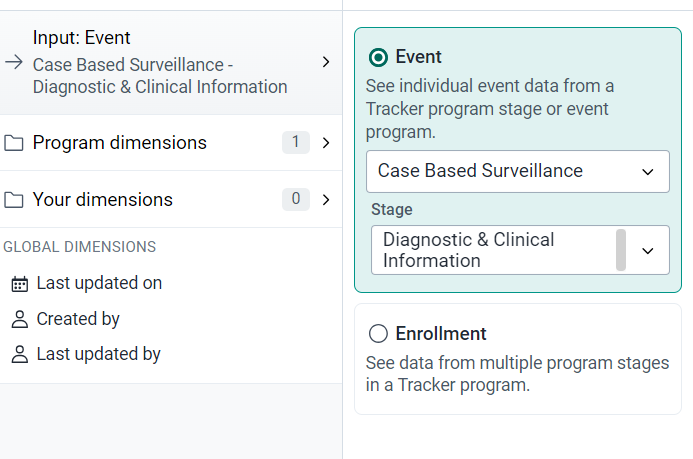 Input: Event
Case Based Surveillance -
Diagnostic & Clinical Information
Program dimensions 1
Your dimensions 0
GLOBAL DIMENSIONS
Last updated on
Created by
Last updated by
Event
See individual event data from a
Tracker program stage or event
program.
Case Based Surveillance
Stage
Diagnostic & Clinical
Information
Enrollment
See data from multiple program stages
in a Tracker program.